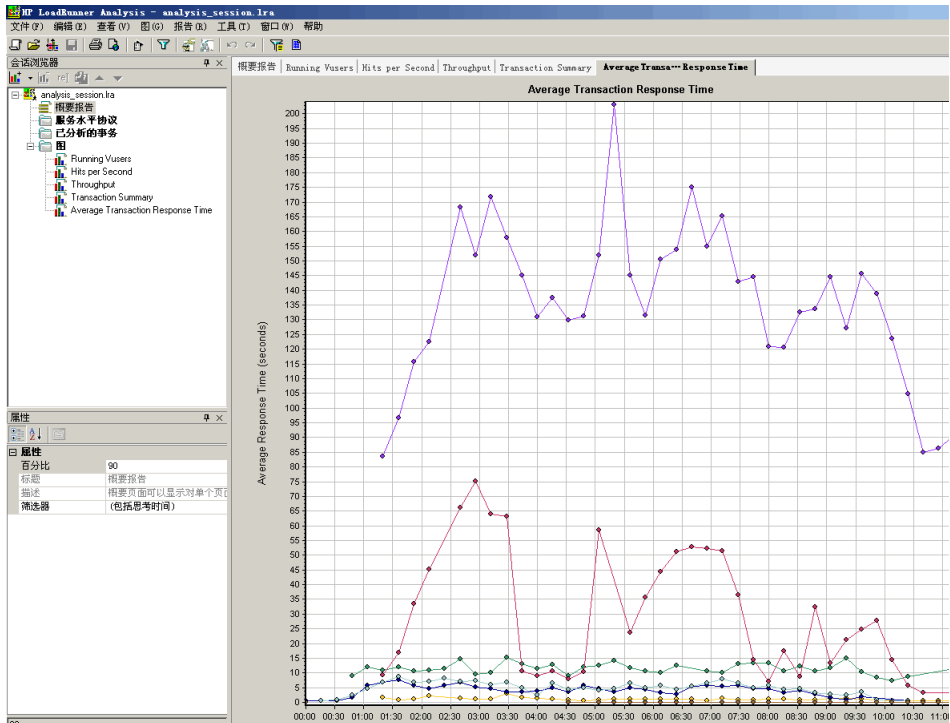 HP LoadRunner Analysis - analysis_session.lra
文件(F) 编辑(E) 查看(V) 图(G) 报告(R) 工具(T) 窗口(W) 帮助
会话浏览器
analysis_session.lra
概要报告
服务水平协议
已分析的事务
图
Running Vusers
Hits per Second
Throughput
Transaction Summary
Average Transaction Response Time
属性
属性
百分比 90
标题 概要报告
描述 概要页面可以显示对单个页
筛选器 (包括思考时间)
概要报告 Running Vusers Hits per Second Throughput Transaction Summary Average Transa··· Response Time
Average Transaction Response Time
Average Response Time (seconds)
200
195
190
185
180
175
170
165
160
155
150
145
140
135
130
125
120
115
110
105
100
95
90
85
80
75
70
65
60
55
50
45
40
35
30
25
20
15
10
5
0
00:00 00:30 01:00 01:30 02:00 02:30 03:00 03:30 04:00 04:30 05:00 05:30 06:00 06:30 07:00 07:30 08:00 08:30 09:00 09:30 10:00 10:30